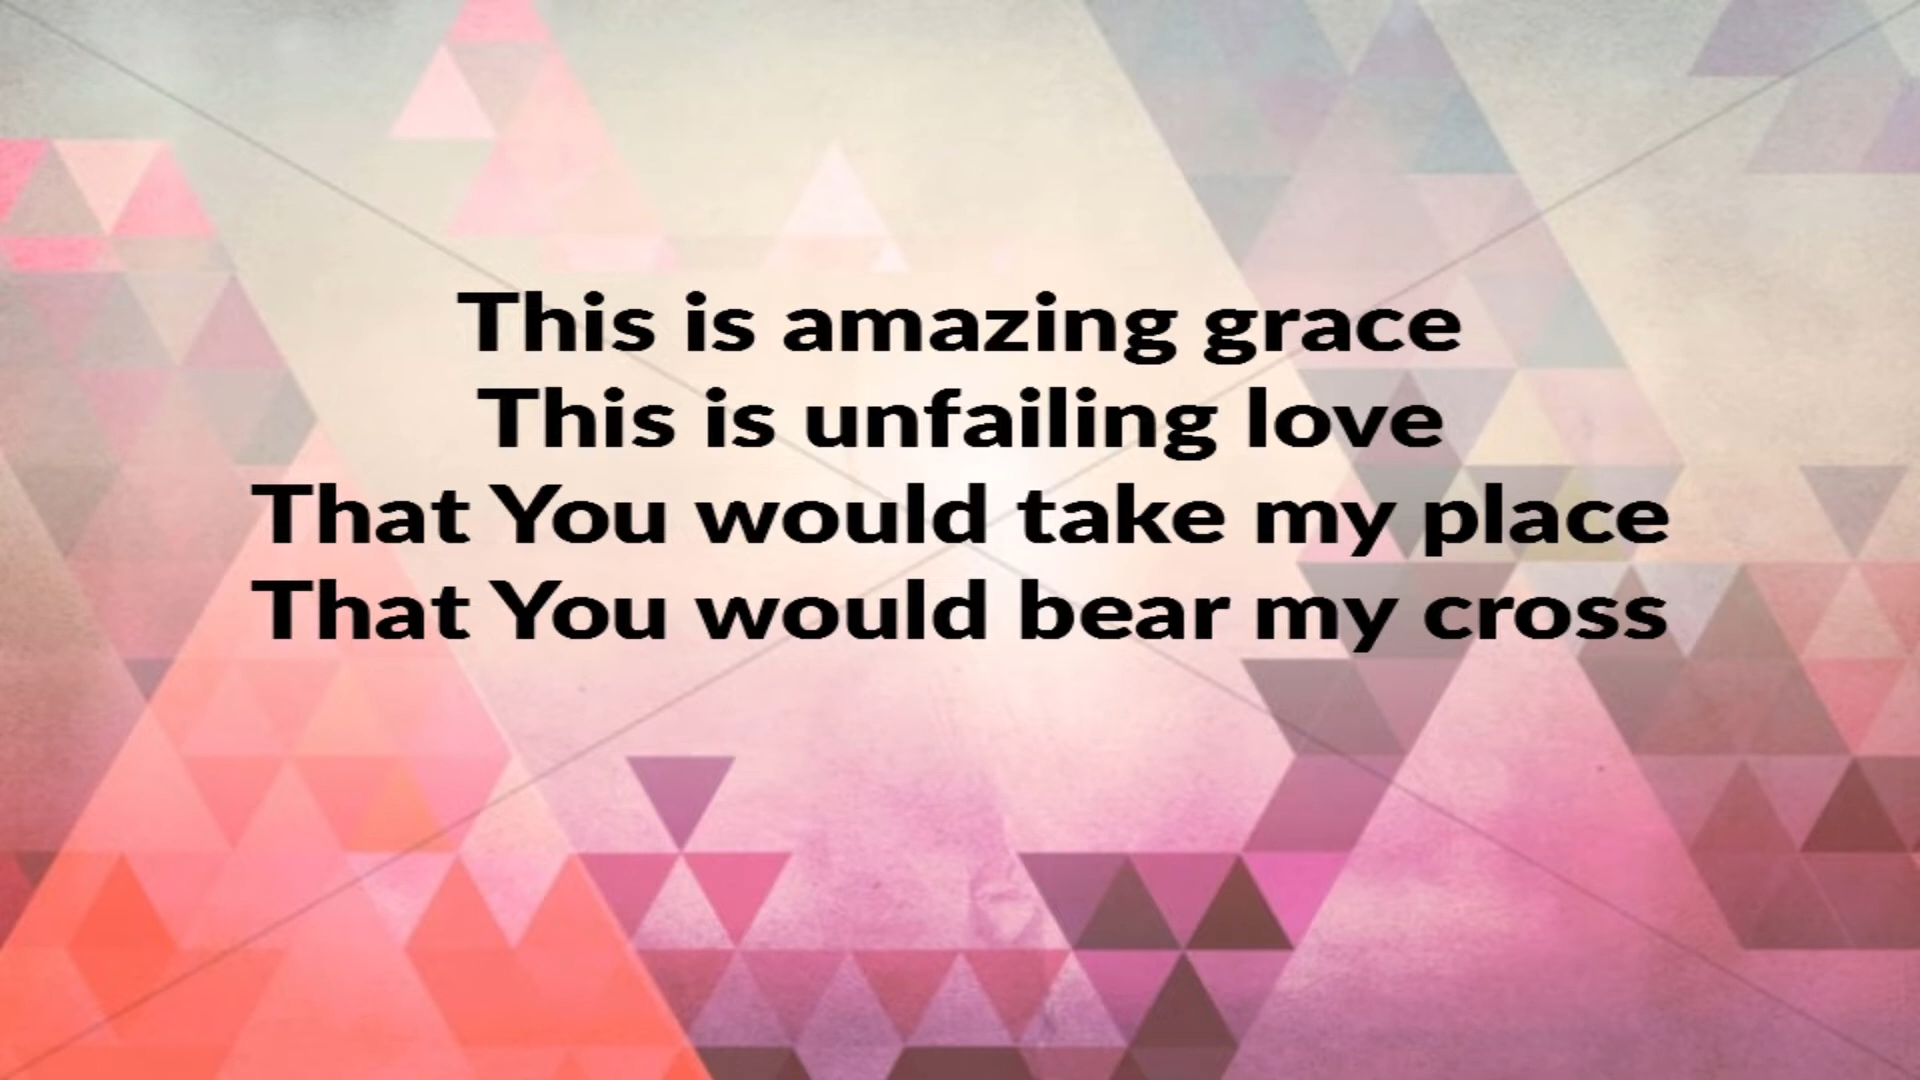 This is amazing grace
This is unfailing love
That You would take my place
That You would bear my cross